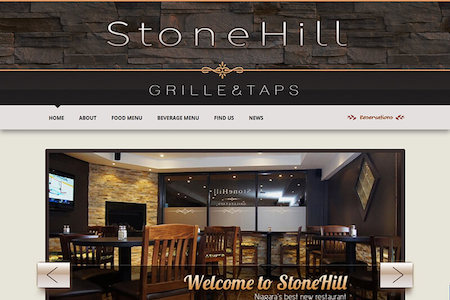 StoneHill
GRILLE&TAPS
HOME ABOUT FOOD MENU BEVERAGE MENU FIND US NEWS Reservations
StoneHill
Welcome to StoneHill
Niagara's best new restaurant